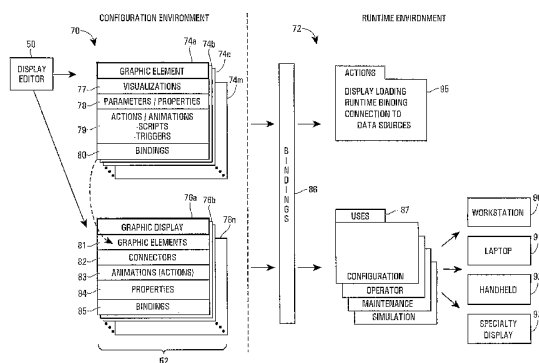 CONFIGURATION ENVIRONMENT
RUNTIME ENVIRONMENT
70
72
50
DISPLAY
EDITOR
74a
74b
74c
74m
GRAPHIC ELEMENT
77
VISUALIZATIONS
78
PARAMETERS / PROPERTIES
79
ACTIONS / ANIMATIONS
-SCRIPTS
-TRIGGERS
80
BINDINGS
76a
76b
76n
GRAPHIC DISPLAY
81
GRAPHIC ELEMENTS
82
CONNECTORS
83
ANIMATIONS (ACTIONS)
84
PROPERTIES
85
BINDINGS
62
BINDINGS
86
ACTIONS
DISPLAY LOADING
RUNTIME BINDING
CONNECTION TO
DATA SOURCES
95
USES
87
CONFIGURATION
OPERATOR
MAINTENANCE
SIMULATION
WORKSTATION
LAPTOP
HANDHELD
SPECIALTY
DISPLAY